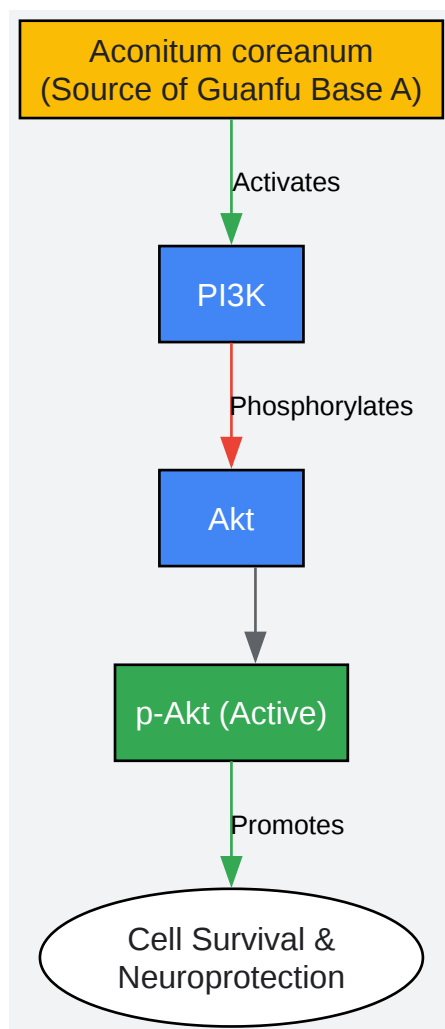 Aconitum coreanum
(Source of Guanfu Base A)
Activates
PI3K
Phosphorylates
Akt
p-Akt (Active)
Promotes
Cell Survival &
Neuroprotection